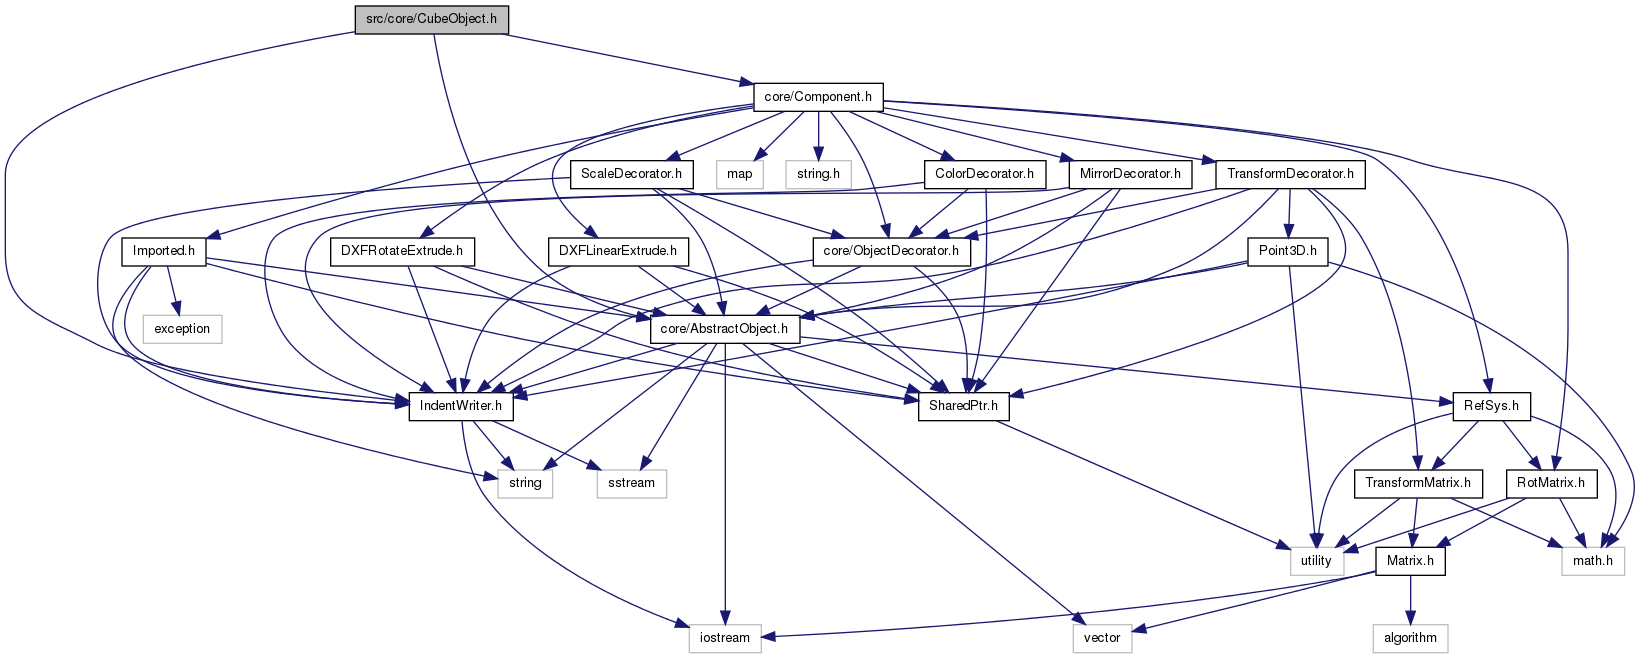 src/core/CubeObject.h
core/Component.h
ScaleDecorator.h
map
string.h
ColorDecorator.h
MirrorDecorator.h
TransformDecorator.h
Imported.h
DXFRotateExtrude.h
DXFLinearExtrude.h
core/ObjectDecorator.h
Point3D.h
exception
core/AbstractObject.h
IndentWriter.h
SharedPtr.h
RefSys.h
string
sstream
TransformMatrix.h
RotMatrix.h
utility
Matrix.h
math.h
iostream
vector
algorithm